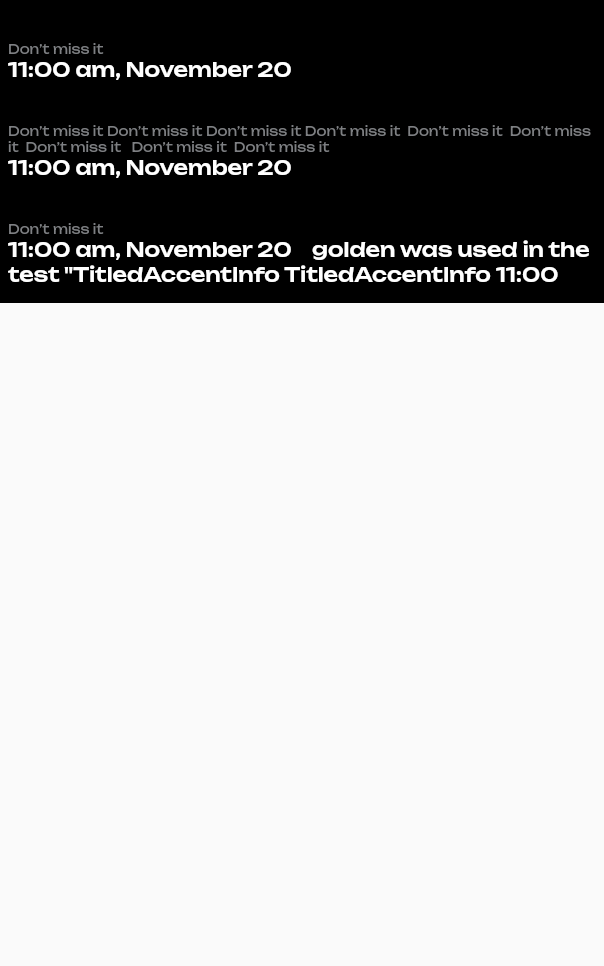 Don't miss it
11:00 am, November 20
Don't miss it Don't miss it Don't miss it Don't miss it  Don't miss it  Don't miss
it  Don't miss it   Don't miss it  Don't miss it
11:00 am, November 20
Don't miss it
11:00 am, November 20    golden was used in the
test "TitledAccentInfo TitledAccentInfo 11:00